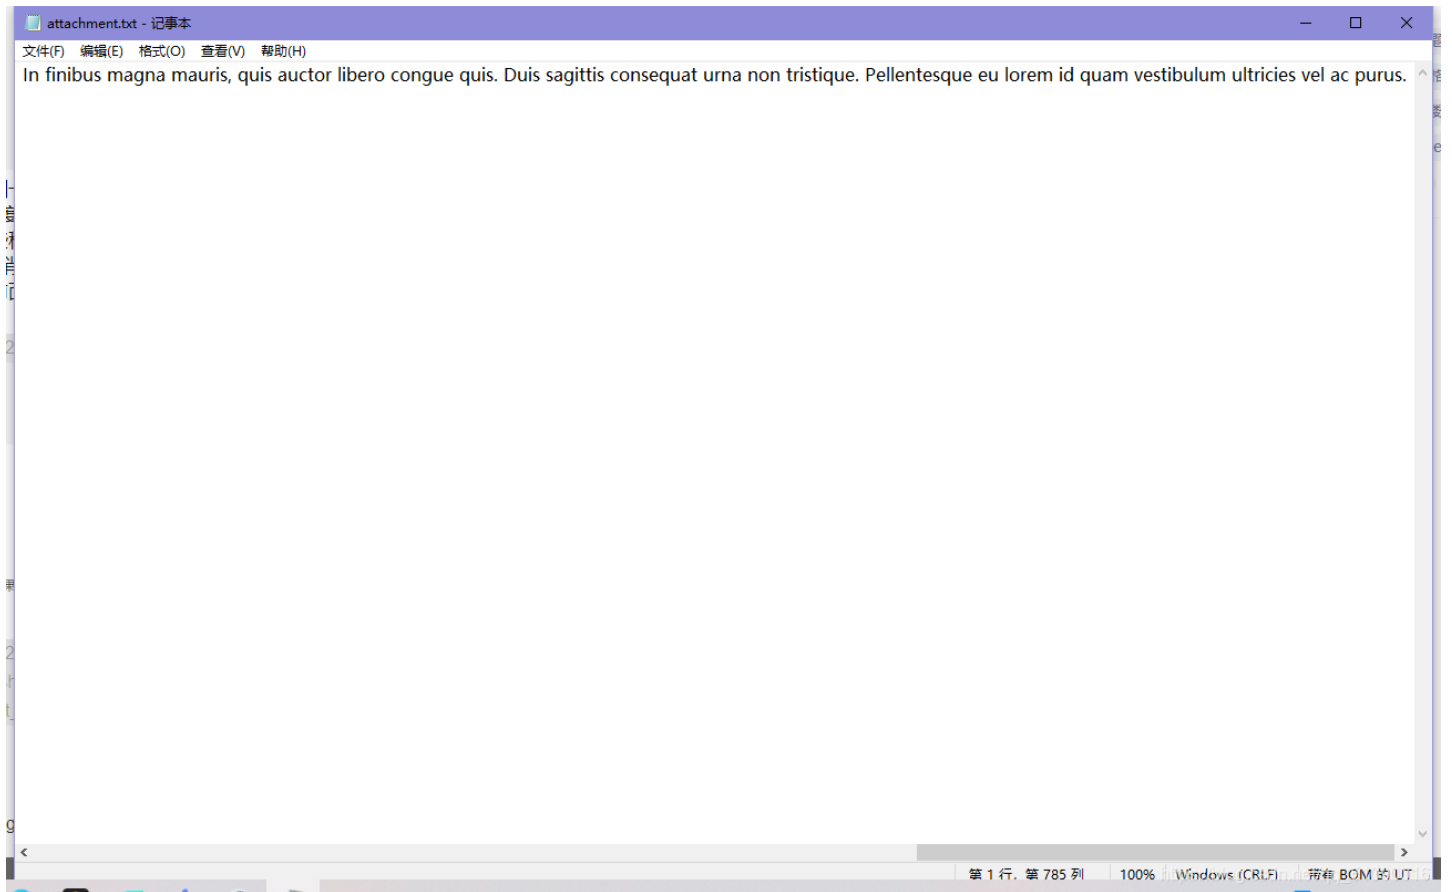 attachment.txt - 记事本
文件(F) 编辑(E) 格式(O) 查看(V) 帮助(H)
In finibus magna mauris, quis auctor libero congue quis. Duis sagittis consequat urna non tristique. Pellentesque eu lorem id quam vestibulum ultricies vel ac purus.
第 1 行，第 785 列 100% Windows (CRLF) 带有 BOM 的 UT